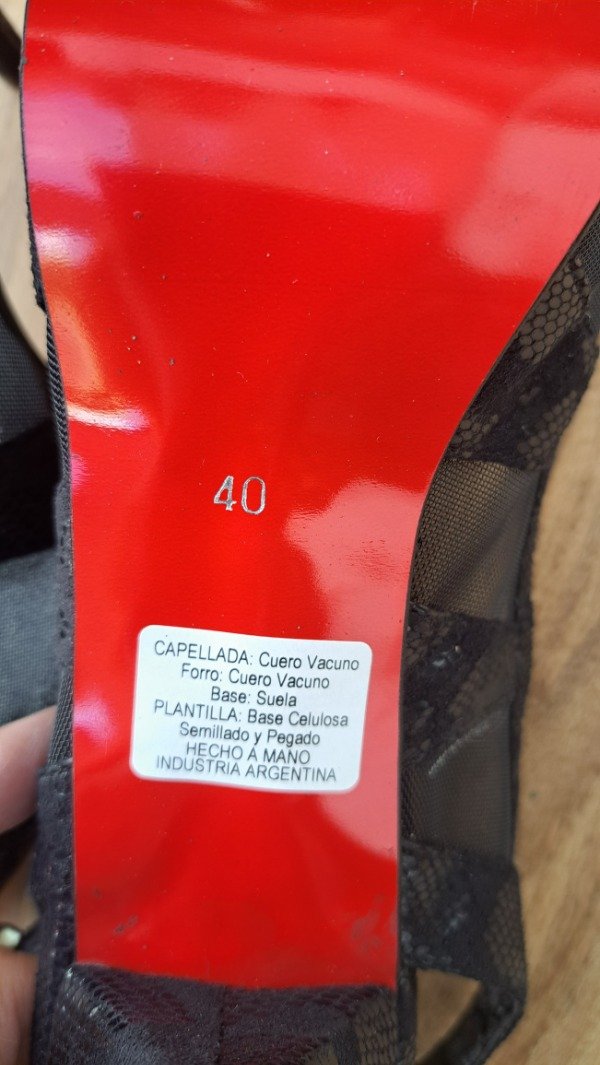 40
CAPELLADA: Cuero Vacuno
Forro: Cuero Vacuno
Base: Suela
PLANTILLA: Base Celulosa
Semillado y Pegado
HECHO A MANO
INDUSTRIA ARGENTINA